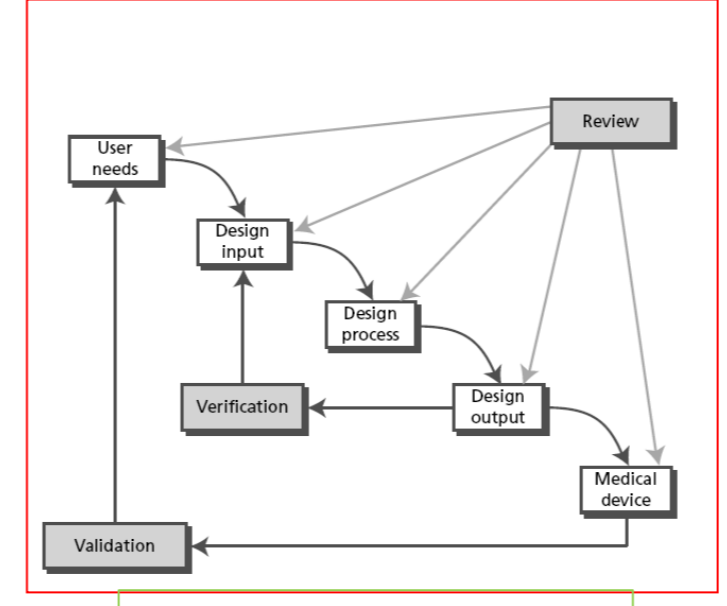 Review
User
needs
Design
input
Design
process
Verification
Design
output
Medical
device
Validation